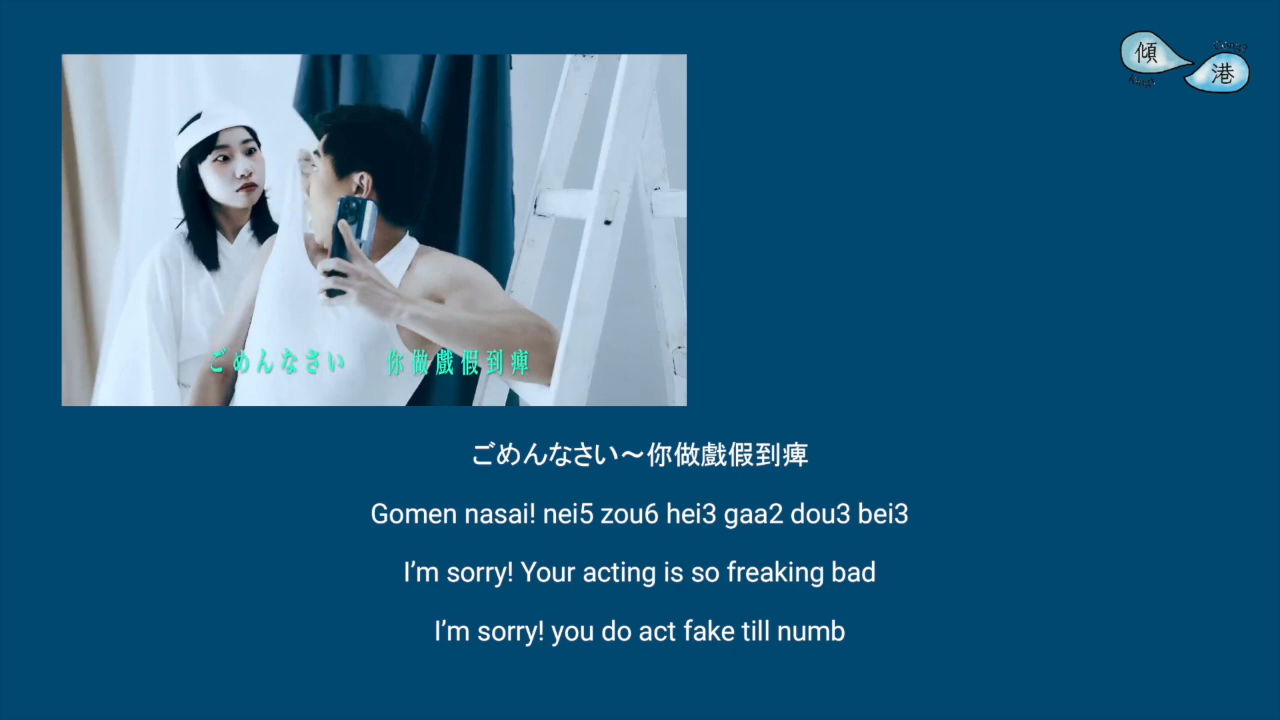 傾
港
ごめんなさい 你做戲假到痺
ごめんなさい～你做戲假到痺
Gomen nasai! nei5 zou6 hei3 gaa2 dou3 bei3
I’m sorry! Your acting is so freaking bad
I’m sorry! you do act fake till numb